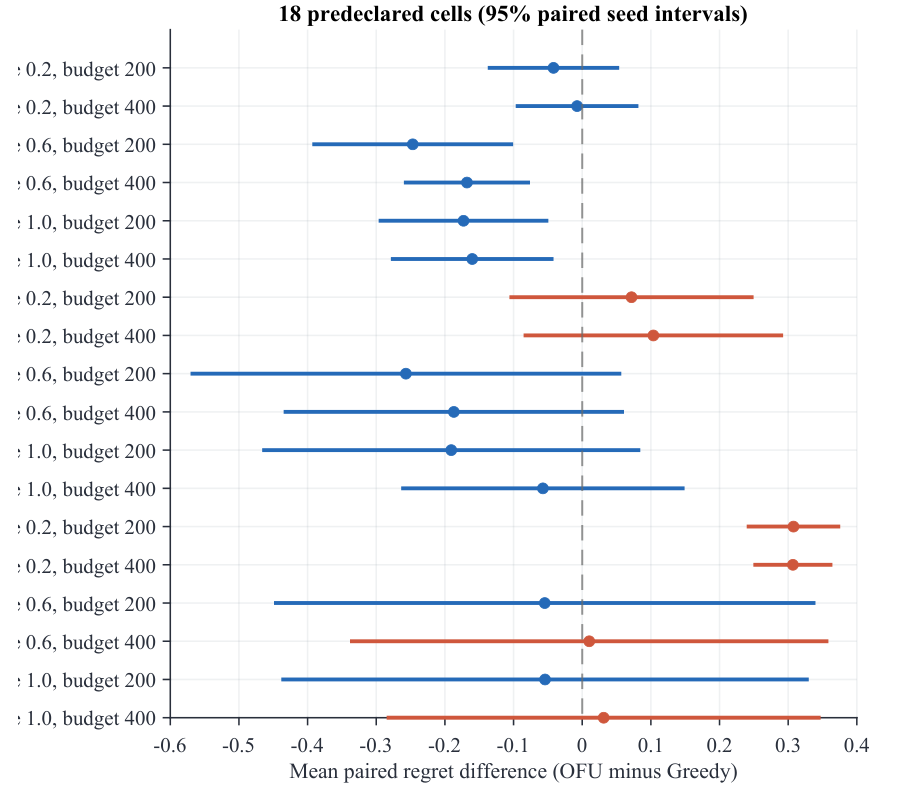 18 predeclared cells (95% paired seed intervals)
0.2, budget 200
0.2, budget 400
0.6, budget 200
0.6, budget 400
1.0, budget 200
1.0, budget 400
0.2, budget 200
0.2, budget 400
0.6, budget 200
0.6, budget 400
1.0, budget 200
1.0, budget 400
0.2, budget 200
0.2, budget 400
0.6, budget 200
0.6, budget 400
1.0, budget 200
1.0, budget 400
-0.6 -0.5 -0.4 -0.3 -0.2 -0.1 0 0.1 0.2 0.3 0.4
Mean paired regret difference (OFU minus Greedy)